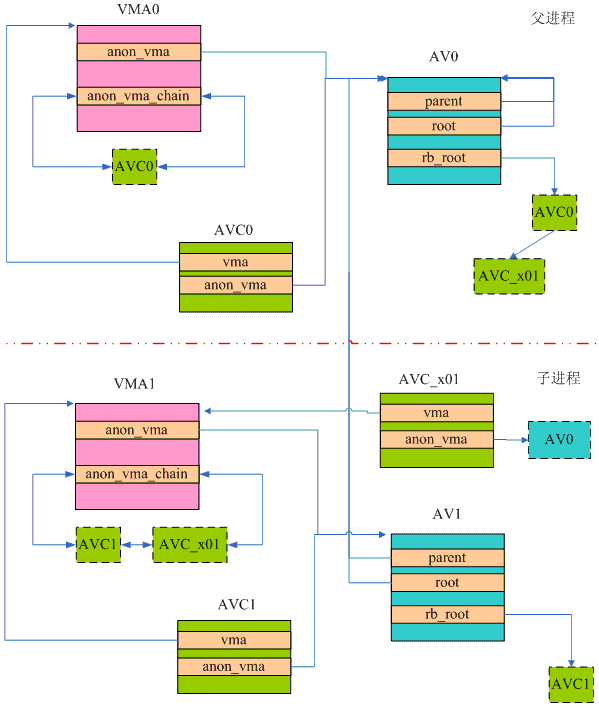 VMA0
父进程
anon_vma
AV0
anon_vma_chain
parent
root
AVC0
rb_root
AVC0
AVC0
vma
AVC_x01
anon_vma
VMA1
AVC_x01
子进程
vma
anon_vma
anon_vma
AV0
anon_vma_chain
AV1
AVC1
AVC_x01
parent
root
AVC1
rb_root
vma
anon_vma
AVC1